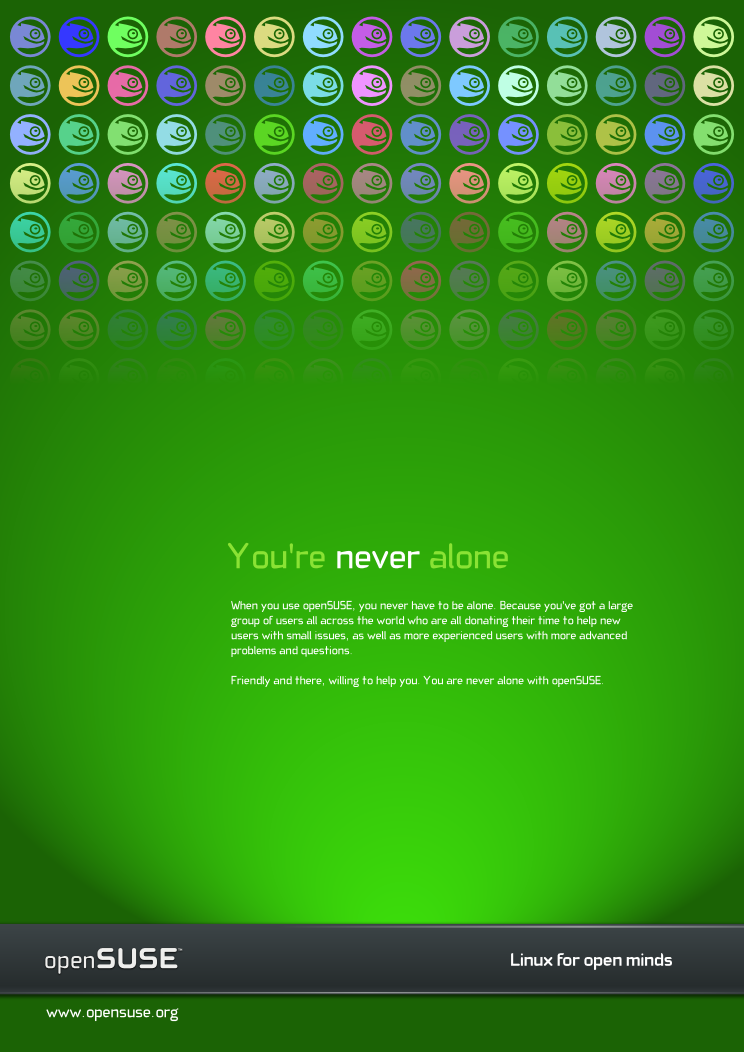 You're never alone
When you use openSUSE, you never have to be alone. Because you've got a large
group of users all across the world who are all donating their time to help new
users with small issues, as well as more experienced users with more advanced
problems and questions.
Friendly and there, willing to help you. You are never alone with openSUSE.
openSUSE™
Linux for open minds
www.opensuse.org